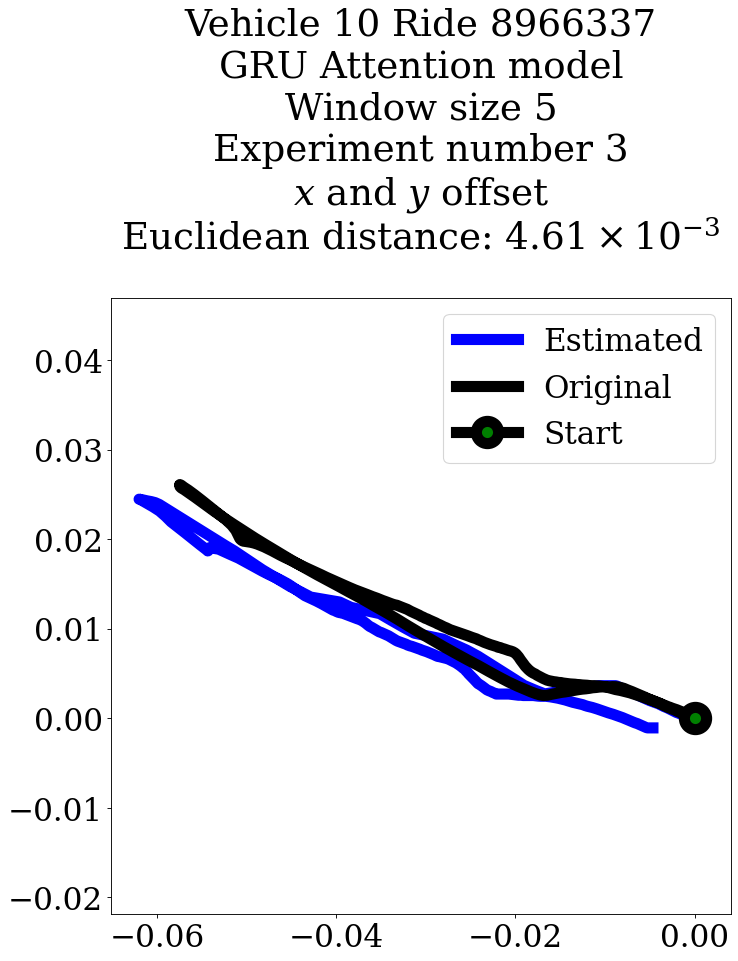 Vehicle 10 Ride 8966337
GRU Attention model
Window size 5
Experiment number 3
x and y offset
Euclidean distance: 4.61 × 10⁻³
Estimated
Original
Start
0.04
0.03
0.02
0.01
0.00
−0.01
−0.02
−0.06 −0.04 −0.02 0.00